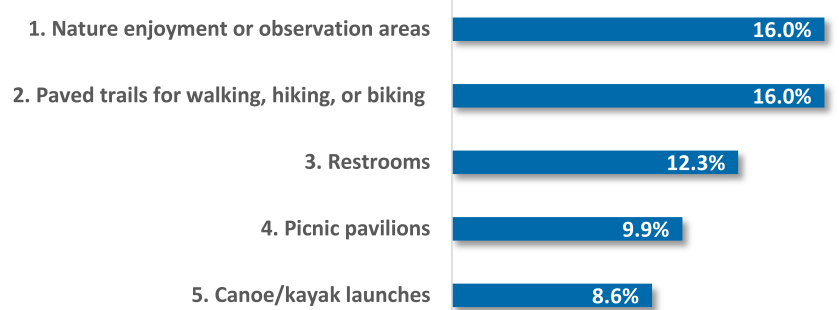 1. Nature enjoyment or observation areas 16.0%
2. Paved trails for walking, hiking, or biking 16.0%
3. Restrooms 12.3%
4. Picnic pavilions 9.9%
5. Canoe/kayak launches 8.6%